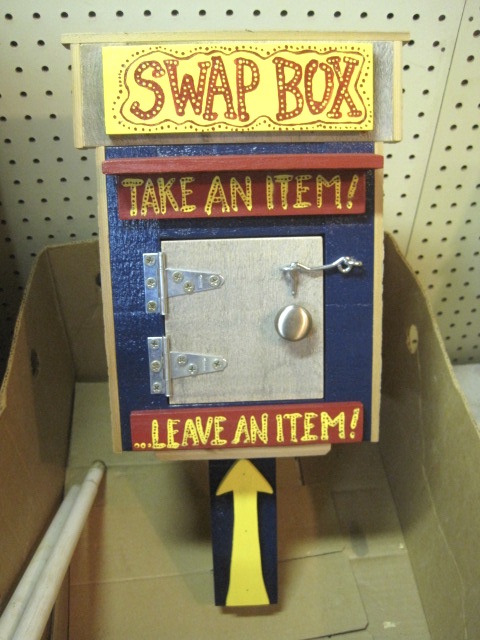 SWAP BOX
TAKE AN ITEM!
...LEAVE AN ITEM!